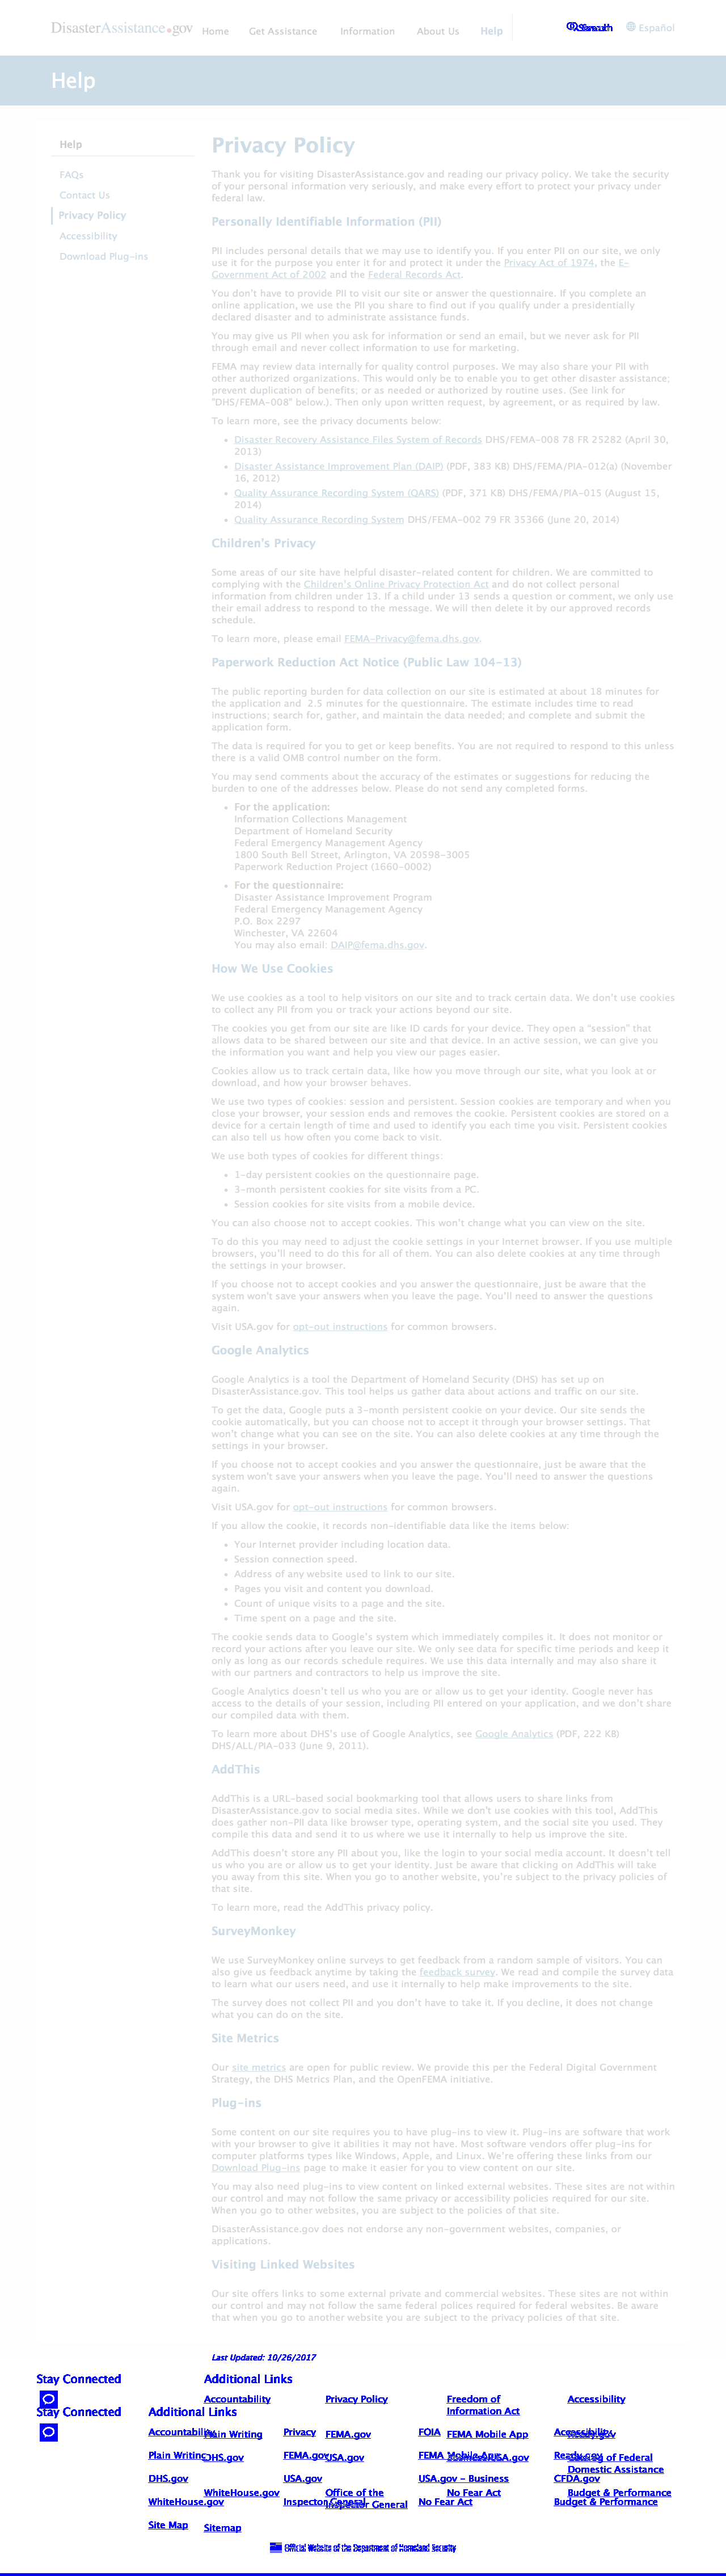 DisasterAssistance.gov Home Get Assistance Information About Us Help Search Español
Help
Help
FAQs
Contact Us
Privacy Policy
Accessibility
Download Plug-ins
Privacy Policy
Thank you for visiting DisasterAssistance.gov and reading our privacy policy. We take the security
of your personal information very seriously, and make every effort to protect your privacy under
federal law.
Personally Identifiable Information (PII)
PII includes personal details that we may use to identify you. If you enter PII on our site, we only
use it for the purpose you enter it for and protect it under the Privacy Act of 1974, the E-
Government Act of 2002 and the Federal Records Act.
You don't have to provide PII to visit our site or answer the questionnaire. If you complete an
online application, we use the PII you share to find out if you qualify under a presidentially
declared disaster and to administrate assistance funds.
You may give us PII when you ask for information or send an email, but we never ask for PII
through email and never collect information to use for marketing.
FEMA may review data internally for quality control purposes. We may also share your PII with
other authorized organizations. This would only be to enable you to get other disaster assistance;
prevent duplication of benefits; or as needed or authorized by routine uses. (See link for
"DHS/FEMA-008" below.). Then only upon written request, by agreement, or as required by law.
To learn more, see the privacy documents below:
• Disaster Recovery Assistance Files System of Records DHS/FEMA-008 78 FR 25282 (April 30,
2013)
• Disaster Assistance Improvement Plan (DAIP) (PDF, 383 KB) DHS/FEMA/PIA-012(a) (November
16, 2012)
• Quality Assurance Recording System (QARS) (PDF, 371 KB) DHS/FEMA/PIA-015 (August 15,
2014)
• Quality Assurance Recording System DHS/FEMA-002 79 FR 35366 (June 20, 2014)
Children's Privacy
Some areas of our site have helpful disaster-related content for children. We are committed to
complying with the Children's Online Privacy Protection Act and do not collect personal
information from children under 13. If a child under 13 sends a question or comment, we only use
their email address to respond to the message. We will then delete it by our approved records
schedule.
To learn more, please email FEMA-Privacy@fema.dhs.gov.
Paperwork Reduction Act Notice (Public Law 104-13)
The public reporting burden for data collection on our site is estimated at about 18 minutes for
the application and 2.5 minutes for the questionnaire. The estimate includes time to read
instructions; search for, gather, and maintain the data needed; and complete and submit the
application form.
The data is required for you to get or keep benefits. You are not required to respond to this unless
there is a valid OMB control number on the form.
You may send comments about the accuracy of the estimates or suggestions for reducing the
burden to one of the addresses below. Please do not send any completed forms.
• For the application:
Information Collections Management
Department of Homeland Security
Federal Emergency Management Agency
1800 South Bell Street, Arlington, VA 20598-3005
Paperwork Reduction Project (1660-0002)
• For the questionnaire:
Disaster Assistance Improvement Program
Federal Emergency Management Agency
P.O. Box 2297
Winchester, VA 22604
You may also email: DAIP@fema.dhs.gov.
How We Use Cookies
We use cookies as a tool to help visitors on our site and to track certain data. We don't use cookies
to collect any PII from you or track your actions beyond our site.
The cookies you get from our site are like ID cards for your device. They open a "session" that
allows data to be shared between our site and that device. In an active session, we can give you
the information you want and help you view our pages easier.
Cookies allow us to track certain data, like how you move through our site, what you look at or
download, and how your browser behaves.
We use two types of cookies: session and persistent. Session cookies are temporary and when you
close your browser, your session ends and removes the cookie. Persistent cookies are stored on a
device for a certain length of time and used to identify you each time you visit. Persistent cookies
can also tell us how often you come back to visit.
We use both types of cookies for different things:
• 1-day persistent cookies on the questionnaire page.
• 3-month persistent cookies for site visits from a PC.
• Session cookies for site visits from a mobile device.
You can also choose not to accept cookies. This won't change what you can view on the site.
To do this you may need to adjust the cookie settings in your Internet browser. If you use multiple
browsers, you'll need to do this for all of them. You can also delete cookies at any time through
the settings in your browser.
If you choose not to accept cookies and you answer the questionnaire, just be aware that the
system won't save your answers when you leave the page. You'll need to answer the questions
again.
Visit USA.gov for opt-out instructions for common browsers.
Google Analytics
Google Analytics is a tool the Department of Homeland Security (DHS) has set up on
DisasterAssistance.gov. This tool helps us gather data about actions and traffic on our site.
To get the data, Google puts a 3-month persistent cookie on your device. Our site sends the
cookie automatically, but you can choose not to accept it through your browser settings. That
won't change what you can see on the site. You can delete cookies at any time through the
settings in your browser.
If you choose not to accept cookies and you answer the questionnaire, just be aware that the
system won't save your answers when you leave the page. You'll need to answer the questions
again.
Visit USA.gov for opt-out instructions for common browsers.
If you allow the cookie, it records non-identifiable data like the items below:
• Your Internet provider including location data.
• Session connection speed.
• Address of any website used to link to our site.
• Pages you visit and content you download.
• Count of unique visits to a page and the site.
• Time spent on a page and the site.
The cookie sends data to Google's system which immediately compiles it. It does not monitor or
record your actions after you leave our site. We only see data for specific time periods and keep it
only as long as our records schedule requires. We use this data internally and may also share it
with our partners and contractors to help us improve the site.
Google Analytics doesn't tell us who you are or allow us to get your identity. Google never has
access to the details of your session, including PII entered on your application, and we don't share
our compiled data with them.
To learn more about DHS's use of Google Analytics, see Google Analytics (PDF, 222 KB)
DHS/ALL/PIA-033 (June 9, 2011).
AddThis
AddThis is a URL-based social bookmarking tool that allows users to share links from
DisasterAssistance.gov to social media sites. While we don't use cookies with this tool, AddThis
does gather non-PII data like browser type, operating system, and the social site you used. They
compile this data and send it to us where we use it internally to help us improve the site.
AddThis doesn't store any PII about you, like the login to your social media account. It doesn't tell
us who you are or allow us to get your identity. Just be aware that clicking on AddThis will take
you away from this site. When you go to another website, you're subject to the privacy policies of
that site.
To learn more, read the AddThis privacy policy.
SurveyMonkey
We use SurveyMonkey online surveys to get feedback from a random sample of visitors. You can
also give us feedback anytime by taking the feedback survey. We read and compile the survey data
to learn what our users need, and use it internally to help make improvements to the site.
The survey does not collect PII and you don't have to take it. If you decline, it does not change
what you can do on the site.
Site Metrics
Our site metrics are open for public review. We provide this per the Federal Digital Government
Strategy, the DHS Metrics Plan, and the OpenFEMA initiative.
Plug-ins
Some content on our site requires you to have plug-ins to view it. Plug-ins are software that work
with your browser to give it abilities it may not have. Most software vendors offer plug-ins for
computer platforms types like Windows, Apple, and Linux. We're offering these links from our
Download Plug-ins page to make it easier for you to view content on our site.
You may also need plug-ins to view content on linked external websites. These sites are not within
our control and may not follow the same privacy or accessibility policies required for our site.
When you go to other websites, you are subject to the policies of that site.
DisasterAssistance.gov does not endorse any non-government websites, companies, or
applications.
Visiting Linked Websites
Our site offers links to some external private and commercial websites. These sites are not within
our control and may not follow the same policies required for federal websites. Be aware
that when you go to another website you are subject to the privacy policies of that site.
Last Updated: 10/26/2017
Stay Connected Additional Links
Accountability Privacy Policy Freedom of
Information Act Accessibility
Stay Connected Additional Links
Accountability Privacy FOIA Accessibility
Plain Writing FEMA.gov FEMA Mobile App Ready.gov
Plain Writing FEMA.gov FEMA Mobile App Ready.gov
DHS.gov USA.gov BusinessUSA.gov Catalog of Federal
Domestic Assistance
DHS.gov USA.gov USA.gov - Business CFDA.gov
WhiteHouse.gov Office of the
Inspector General No Fear Act Budget & Performance
WhiteHouse.gov Inspector General No Fear Act Budget & Performance
Site Map
Sitemap
Official Website of the Department of Homeland Security